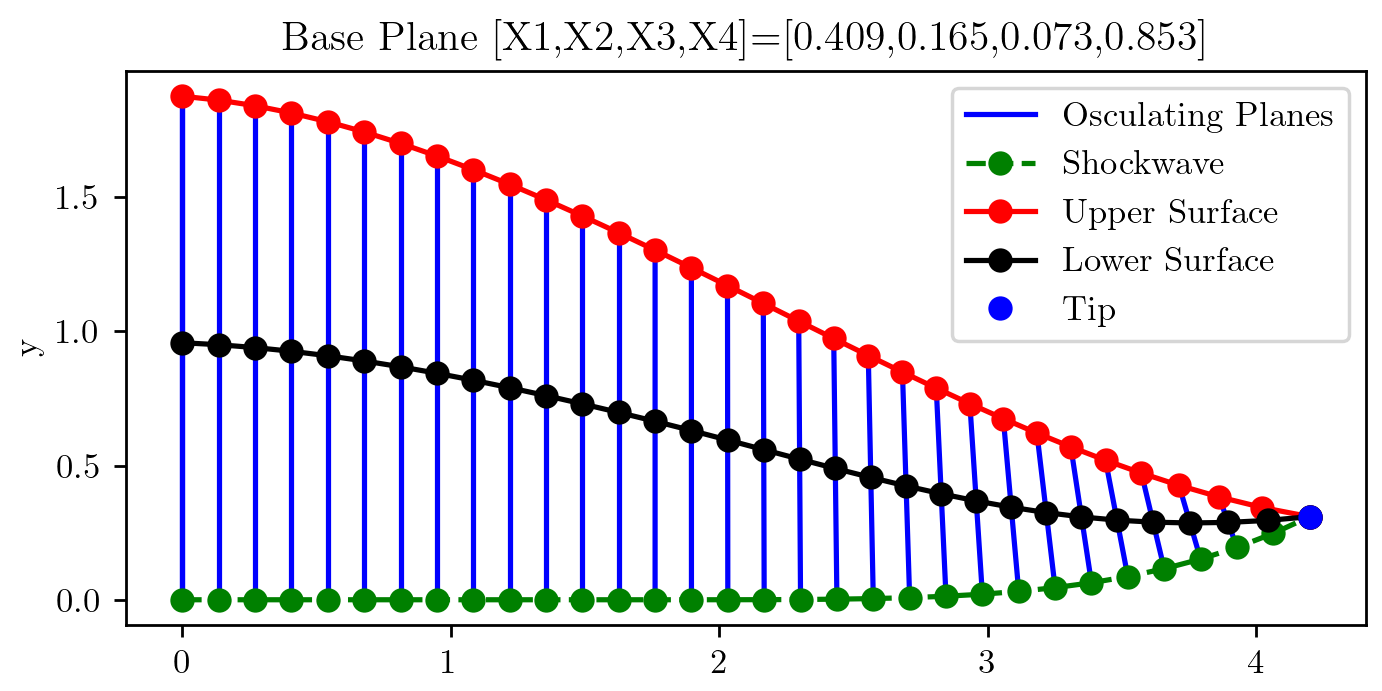 Base Plane [X1,X2,X3,X4]=[0.409,0.165,0.073,0.853]
Osculating Planes
Shockwave
Upper Surface
Lower Surface
Tip
y
1.5
1.0
0.5
0.0
0 1 2 3 4